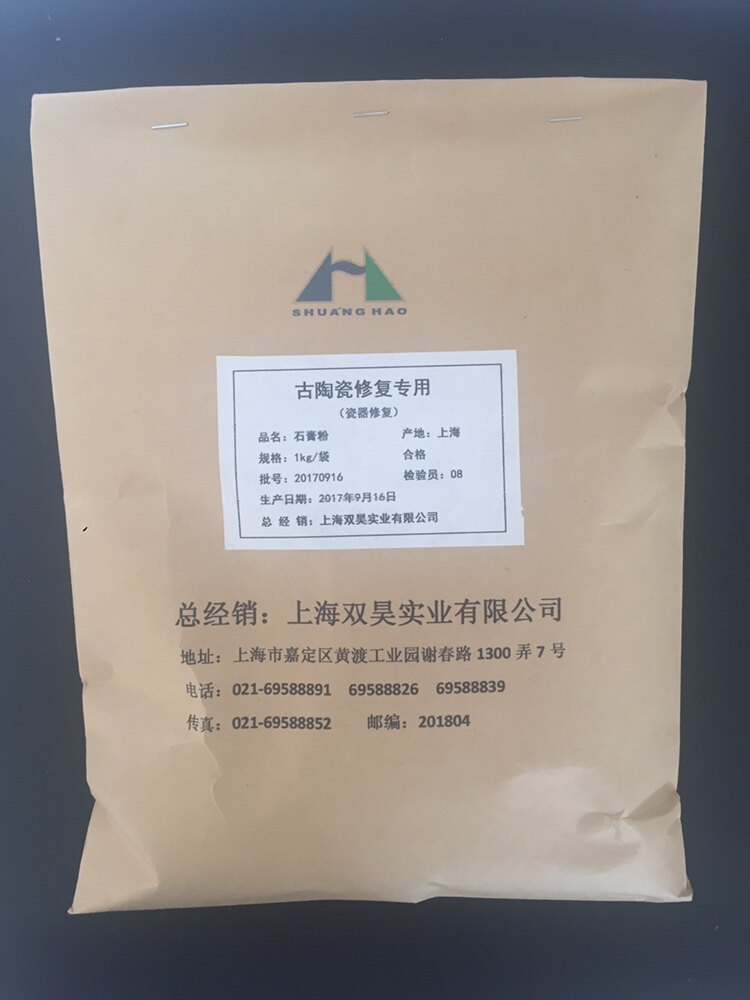 SHUANG HAO
古陶瓷修复专用
（瓷器修复）
品名：石膏粉 产地：上海
规格：1kg/袋 合格
批号：20170916 检验员：08
生产日期：2017年9月16日
总 经 销：上海双昊实业有限公司
总经销：上海双昊实业有限公司
地址：上海市嘉定区黄渡工业园谢春路 1300 弄 7 号
电话：021-69588891 69588826 69588839
传真：021-69588852 邮编：201804